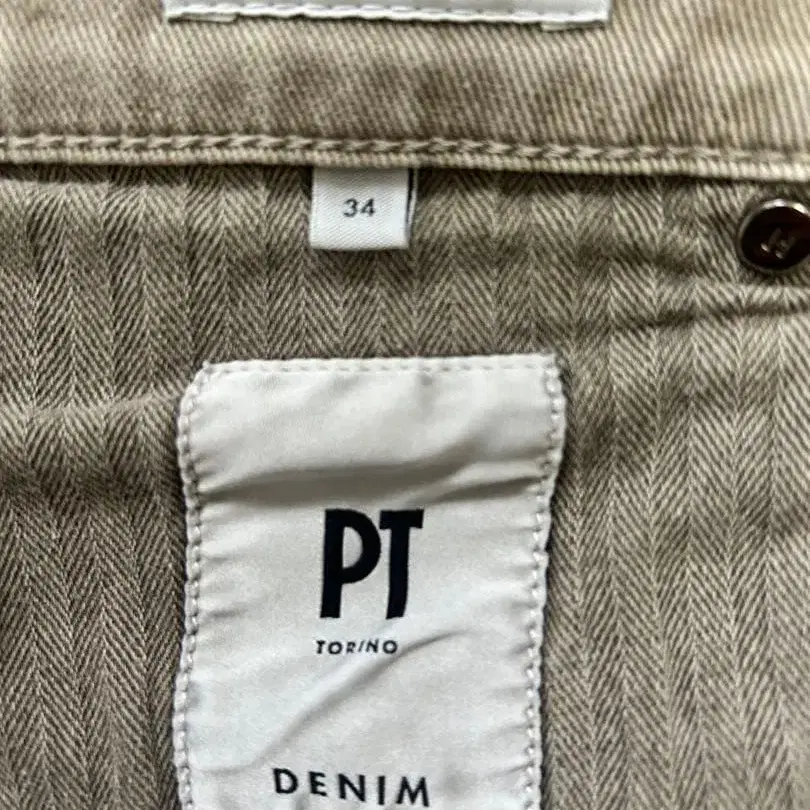 34
PT
TORINO
DENIM